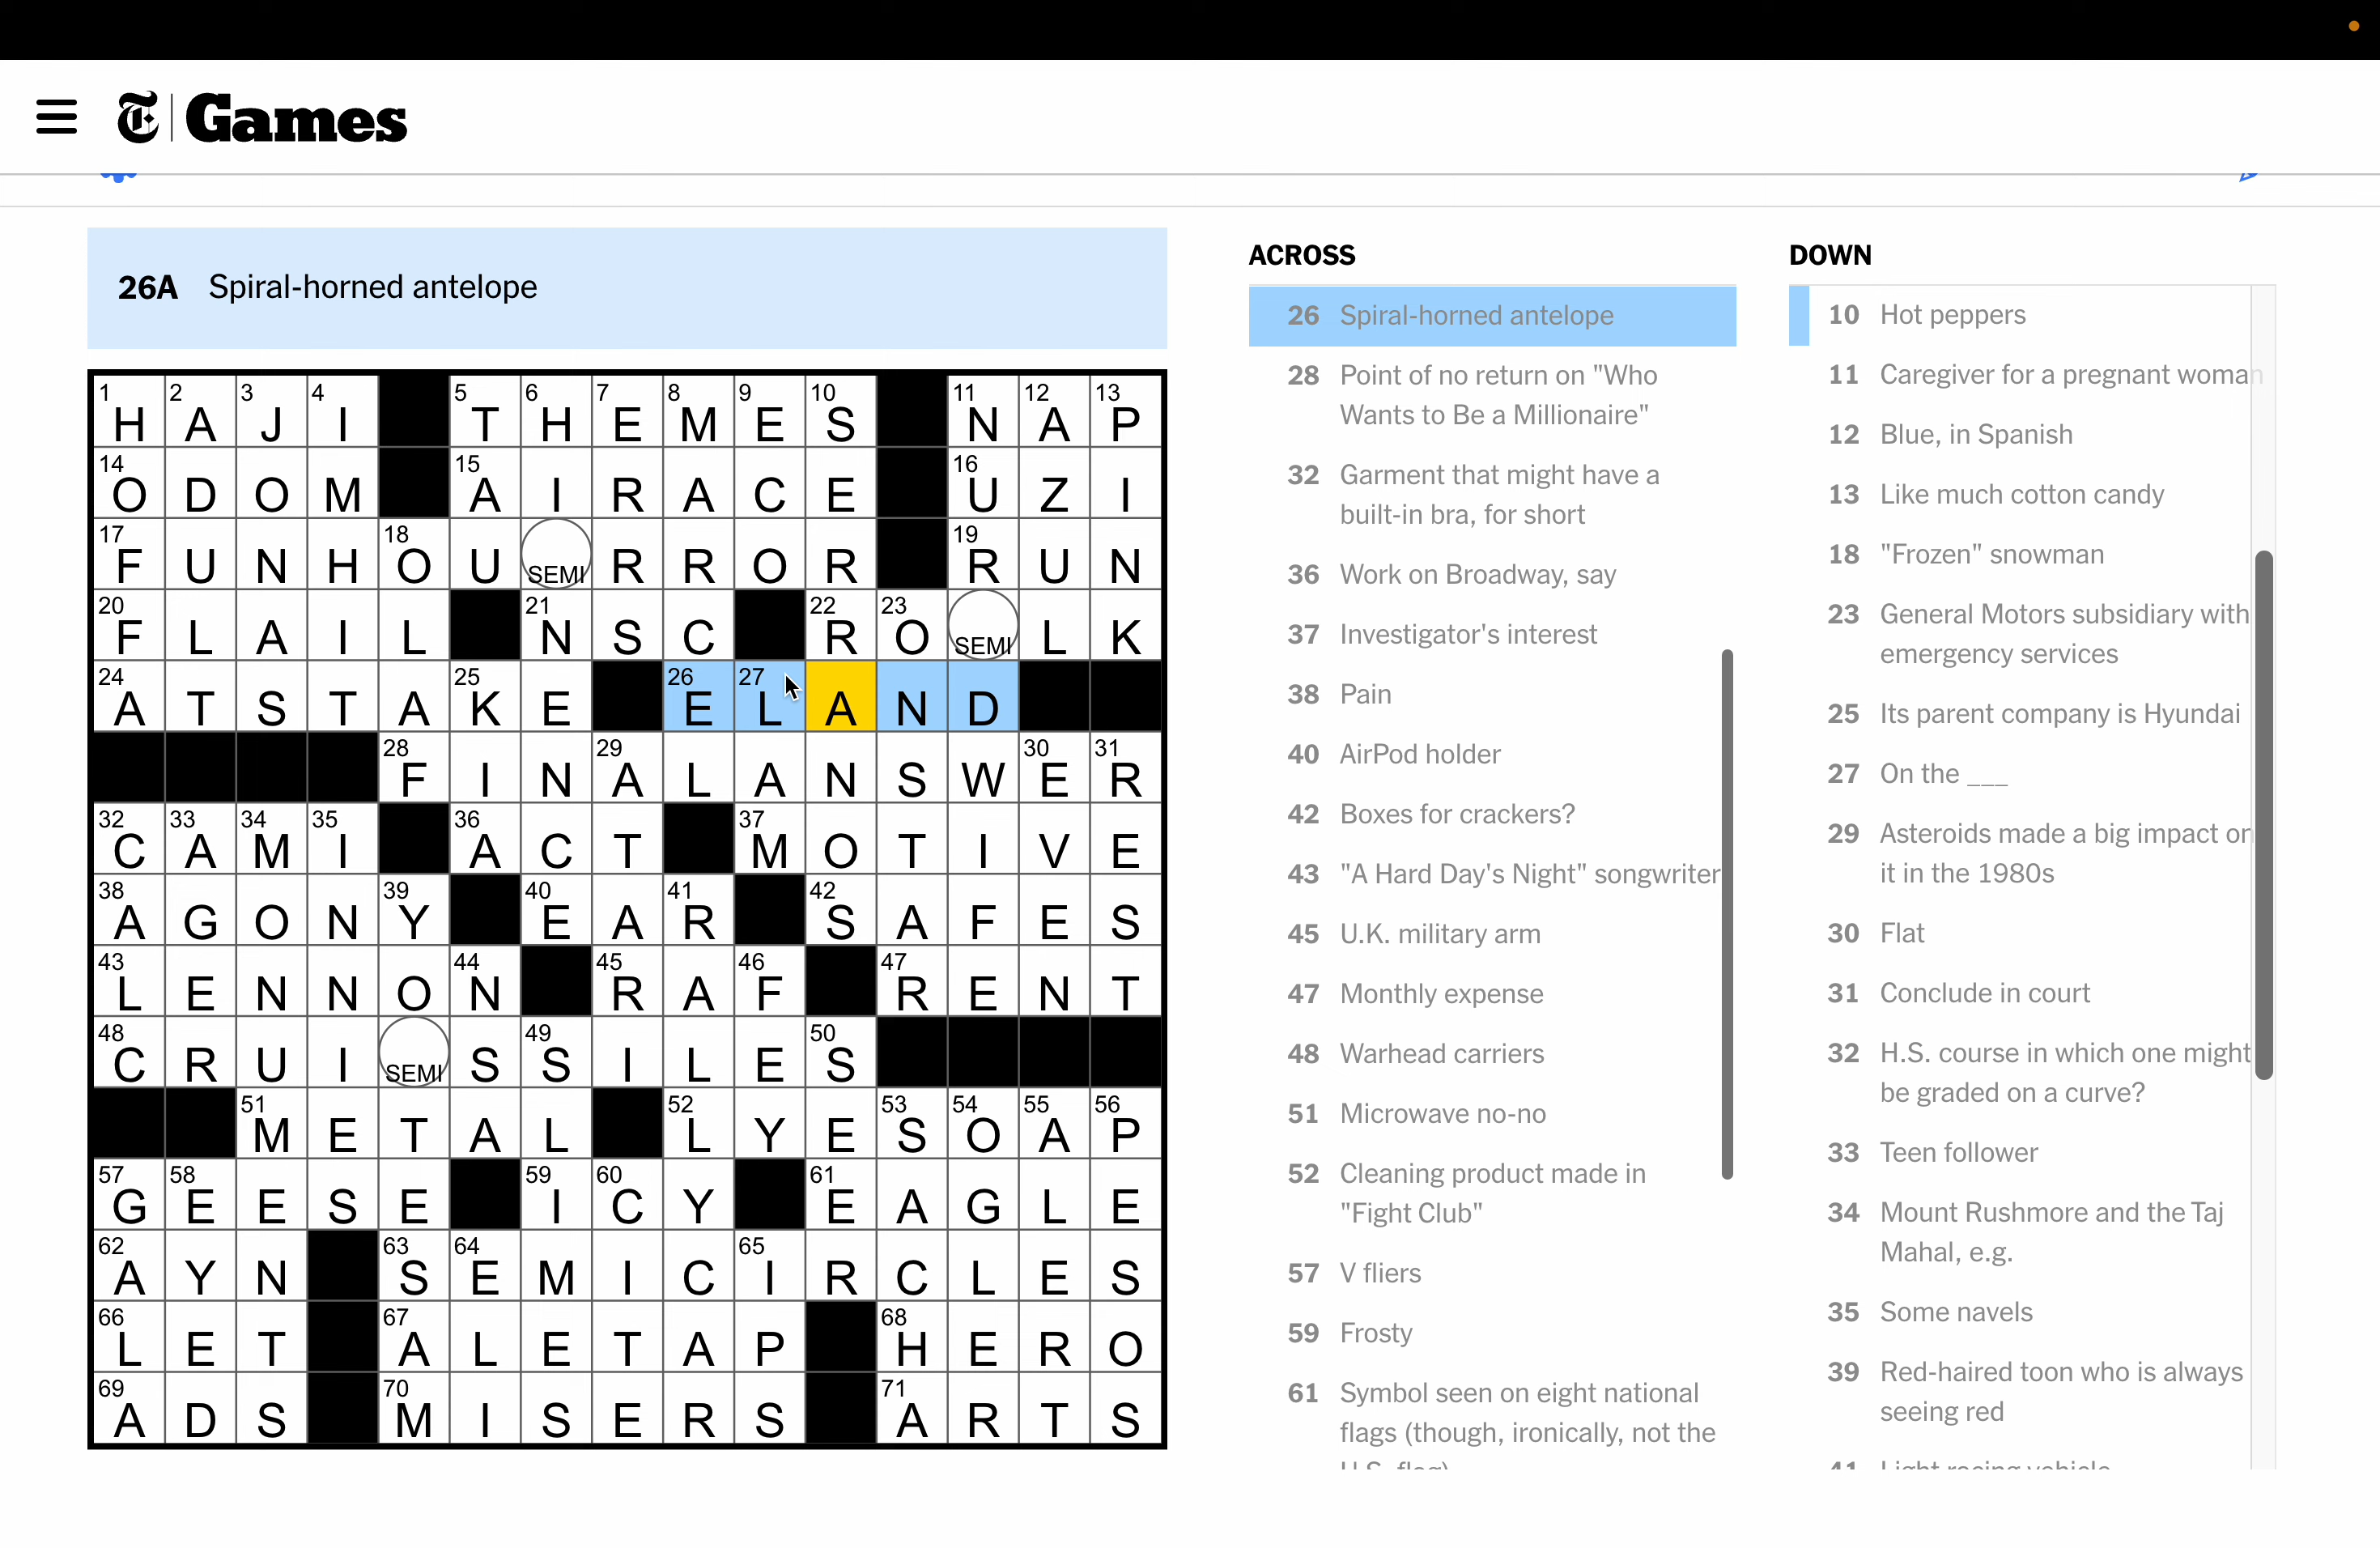 T Games
26A Spiral-horned antelope
1 2 3 4 5 6 7 8 9 10 11 12 13
H A J I T H E M E S N A P
14 15 16
O D O M A I R A C E U Z I
17 18 19
F U N H O U SEMI R R O R R U N
20 21 22 23
F L A I L N S C R O SEMI L K
24 25 26 27
A T S T A K E E L A N D
28 29 30 31
F I N A L A N S W E R
32 33 34 35 36 37
C A M I A C T M O T I V E
38 39 40 41 42
A G O N Y E A R S A F E S
43 44 45 46 47
L E N N O N R A F R E N T
48 49 50
C R U I SEMI S S I L E S
51 52 53 54 55 56
M E T A L L Y E S O A P
57 58 59 60 61
G E E S E I C Y E A G L E
62 63 64 65
A Y N S E M I C I R C L E S
66 67 68
L E T A L E T A P H E R O
69 70 71
A D S M I S E R S A R T S
ACROSS
26 Spiral-horned antelope
28 Point of no return on "Who
Wants to Be a Millionaire"
32 Garment that might have a
built-in bra, for short
36 Work on Broadway, say
37 Investigator's interest
38 Pain
40 AirPod holder
42 Boxes for crackers?
43 "A Hard Day's Night" songwriter
45 U.K. military arm
47 Monthly expense
48 Warhead carriers
51 Microwave no-no
52 Cleaning product made in
"Fight Club"
57 V fliers
59 Frosty
61 Symbol seen on eight national
flags (though, ironically, not the
U.S. flag)
DOWN
10 Hot peppers
11 Caregiver for a pregnant woman
12 Blue, in Spanish
13 Like much cotton candy
18 "Frozen" snowman
23 General Motors subsidiary with
emergency services
25 Its parent company is Hyundai
27 On the ___
29 Asteroids made a big impact on
it in the 1980s
30 Flat
31 Conclude in court
32 H.S. course in which one might
be graded on a curve?
33 Teen follower
34 Mount Rushmore and the Taj
Mahal, e.g.
35 Some navels
39 Red-haired toon who is always
seeing red
41 Light racing vehicle